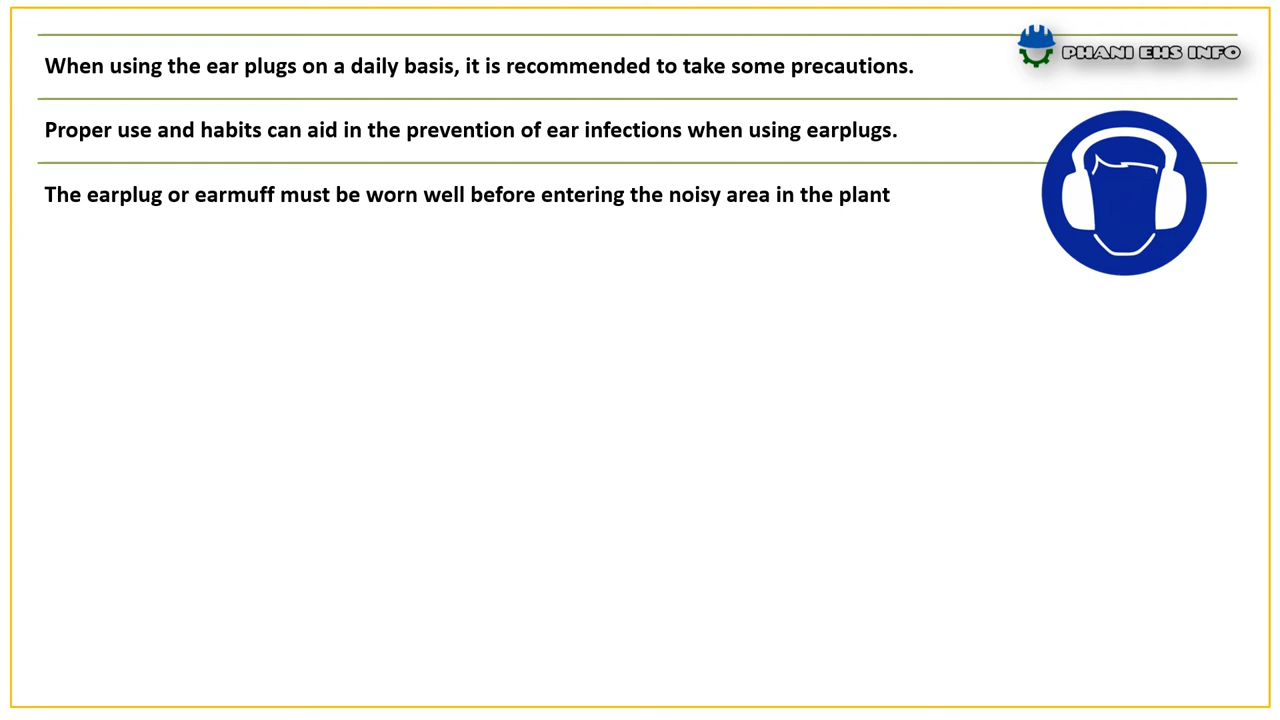 PHANI EHS INFO
When using the ear plugs on a daily basis, it is recommended to take some precautions.
Proper use and habits can aid in the prevention of ear infections when using earplugs.
The earplug or earmuff must be worn well before entering the noisy area in the plant